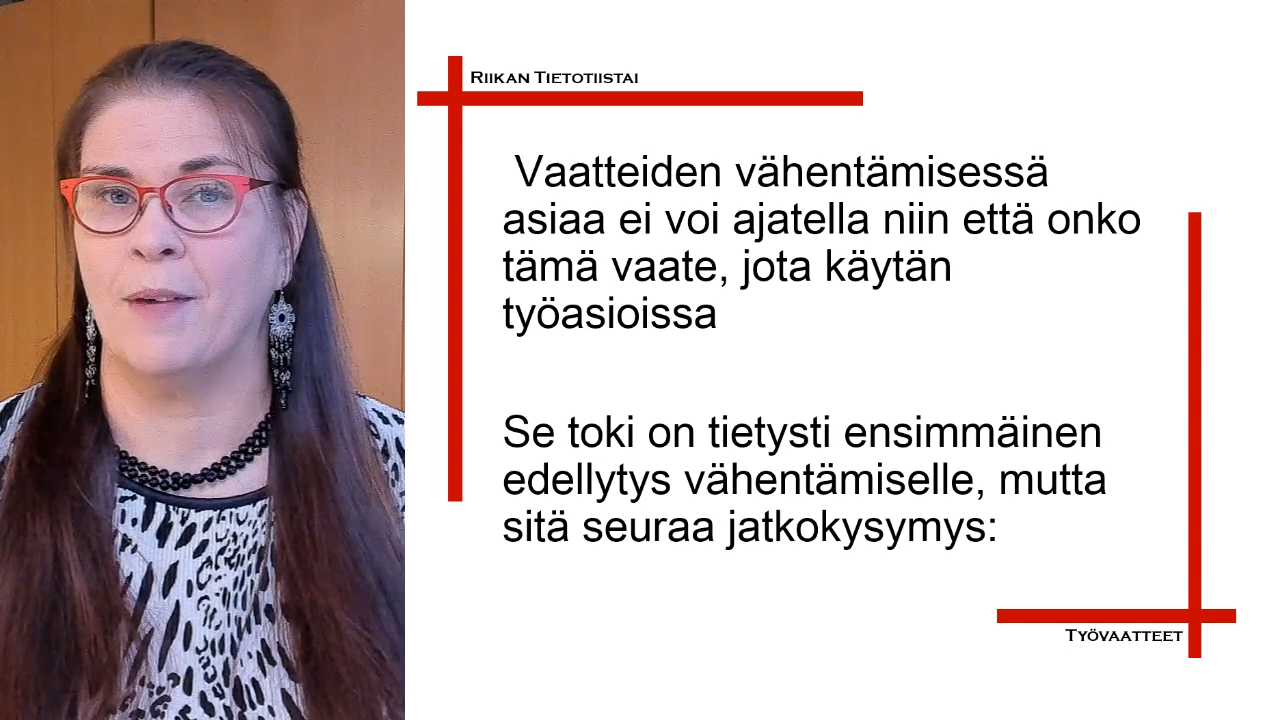 Riikan Tietotiistai
Vaatteiden vähentämisessä
asiaa ei voi ajatella niin että onko
tämä vaate, jota käytän
työasioissa
Se toki on tietysti ensimmäinen
edellytys vähentämiselle, mutta
sitä seuraa jatkokysymys:
Työvaatteet